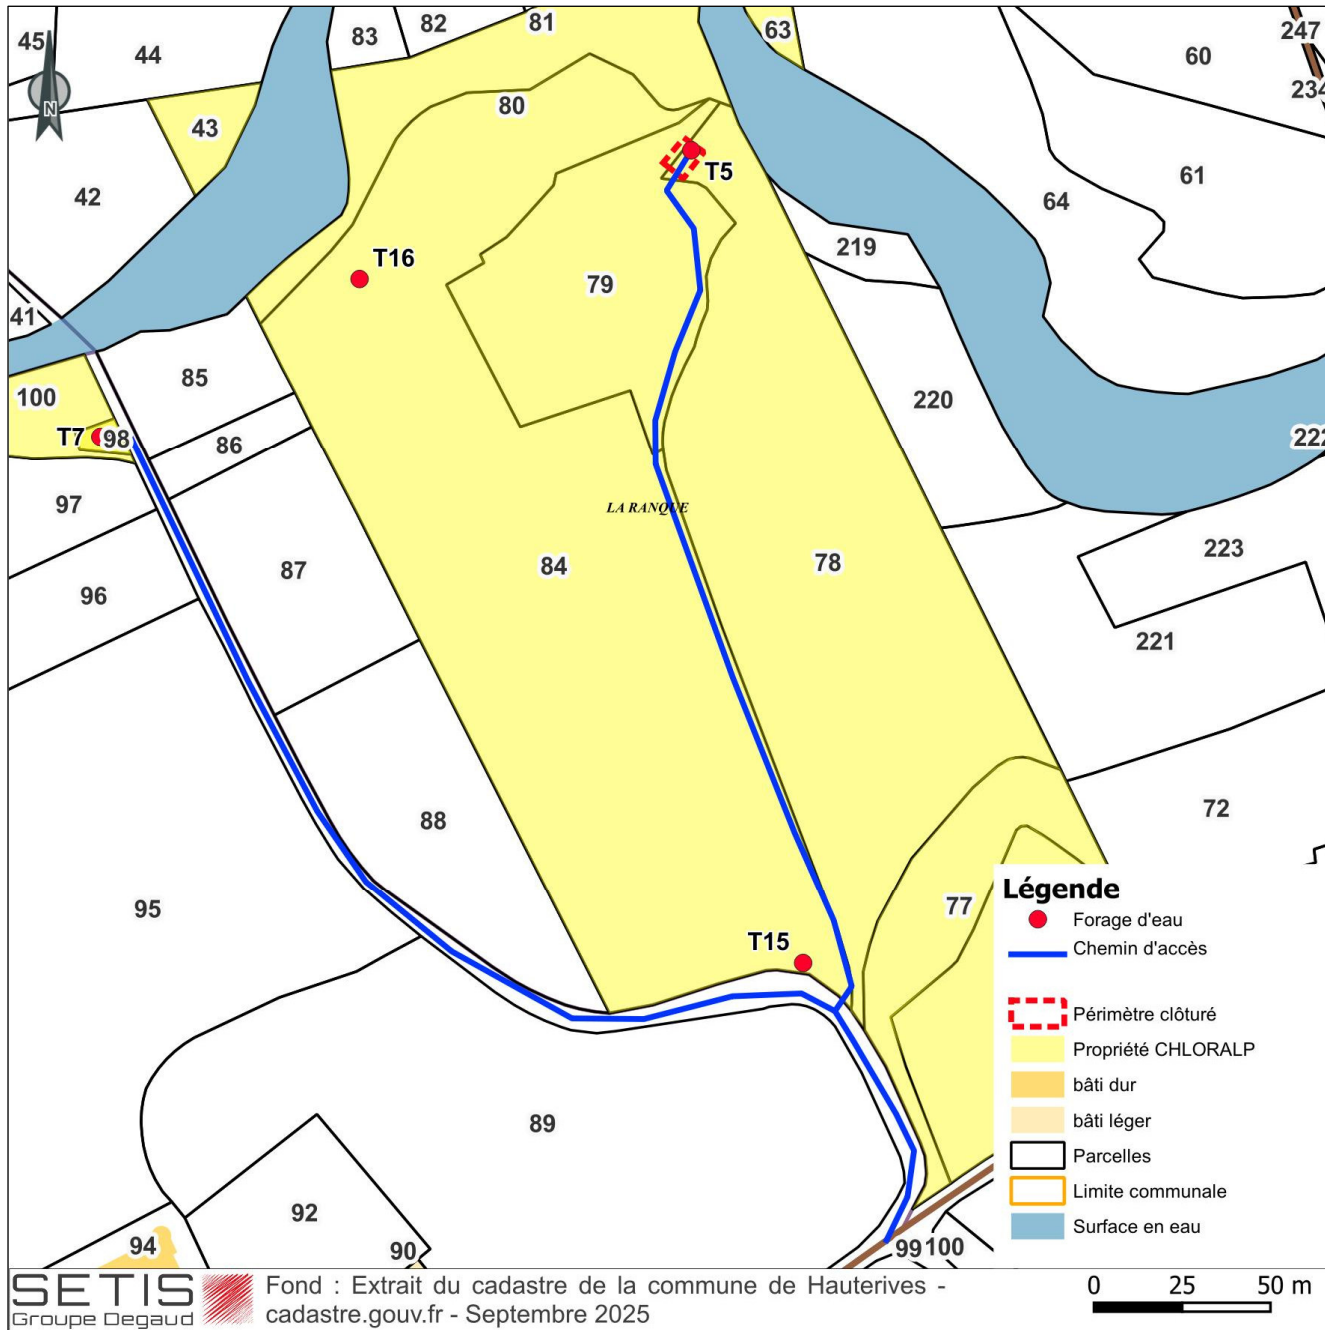 45
44
83
82
81
63
60
247
234
N
43
80
42
T5
61
64
T16
219
79
41
85
100
220
T7
98
86
222
97
LA RANQUE
223
84
78
87
96
221
88
72
95
77
Légende
Forage d'eau
T15
Chemin d'accès
Périmètre clôturé
Propriété CHLORALP
bâti dur
89
bâti léger
Parcelles
92
Limite communale
Surface en eau
94
90
99
100
SETIS
Groupe Degaud
Fond : Extrait du cadastre de la commune de Hauterives -
cadastre.gouv.fr - Septembre 2025
0 25 50 m